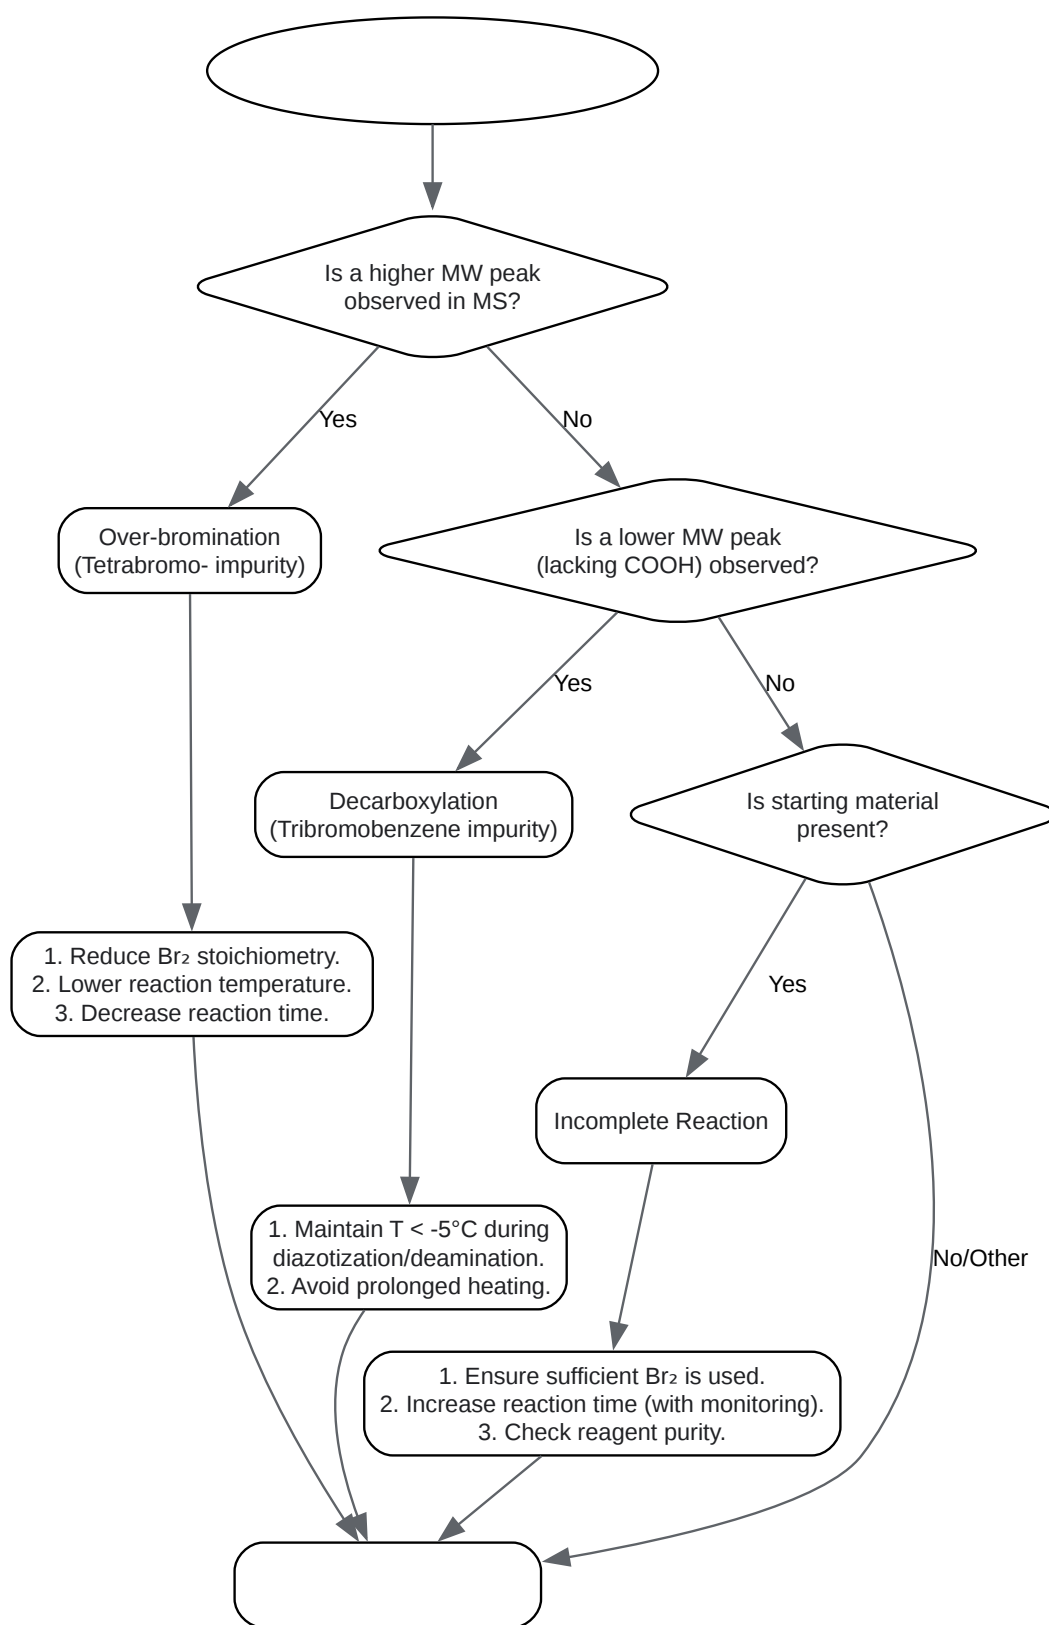 Is a higher MW peak
observed in MS?
Yes
No
Over-bromination
(Tetrabromo- impurity)
Is a lower MW peak
(lacking COOH) observed?
Yes
No
Decarboxylation
(Tribromobenzene impurity)
Is starting material
present?
1. Reduce Br₂ stoichiometry.
2. Lower reaction temperature.
3. Decrease reaction time.
Yes
Incomplete Reaction
1. Maintain T < -5°C during
diazotization/deamination.
2. Avoid prolonged heating.
No/Other
1. Ensure sufficient Br₂ is used.
2. Increase reaction time (with monitoring).
3. Check reagent purity.